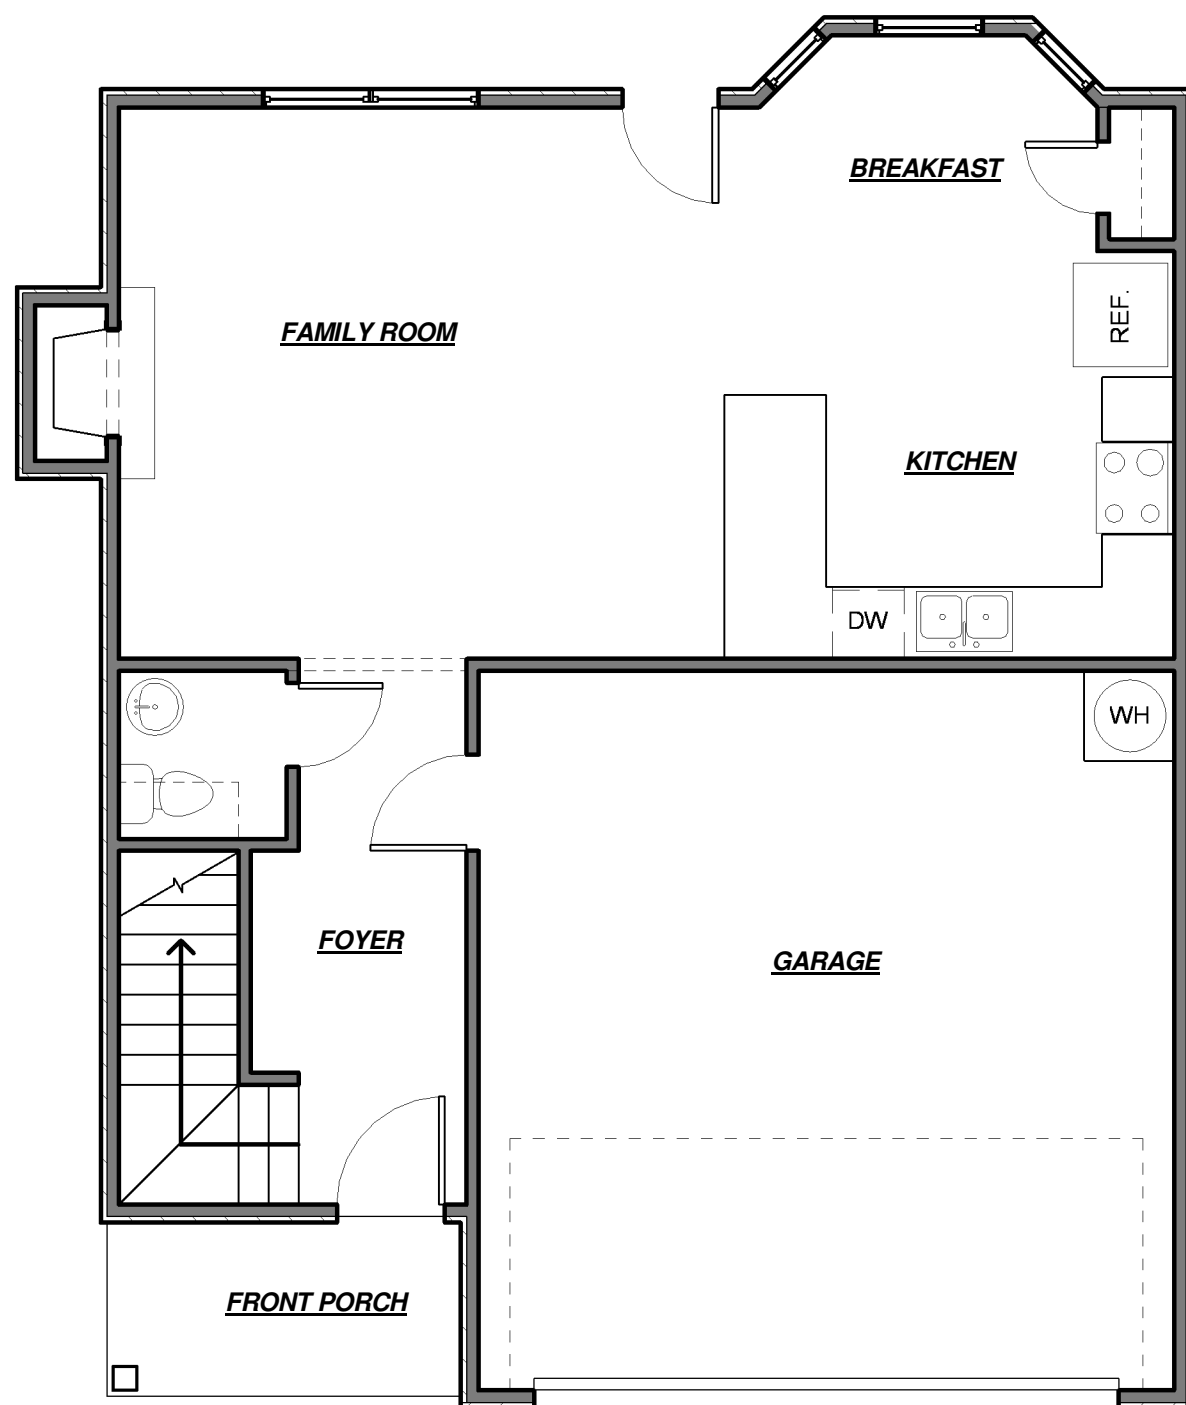 BREAKFAST
FAMILY ROOM
REF.
KITCHEN
DW
WH
FOYER
GARAGE
FRONT PORCH